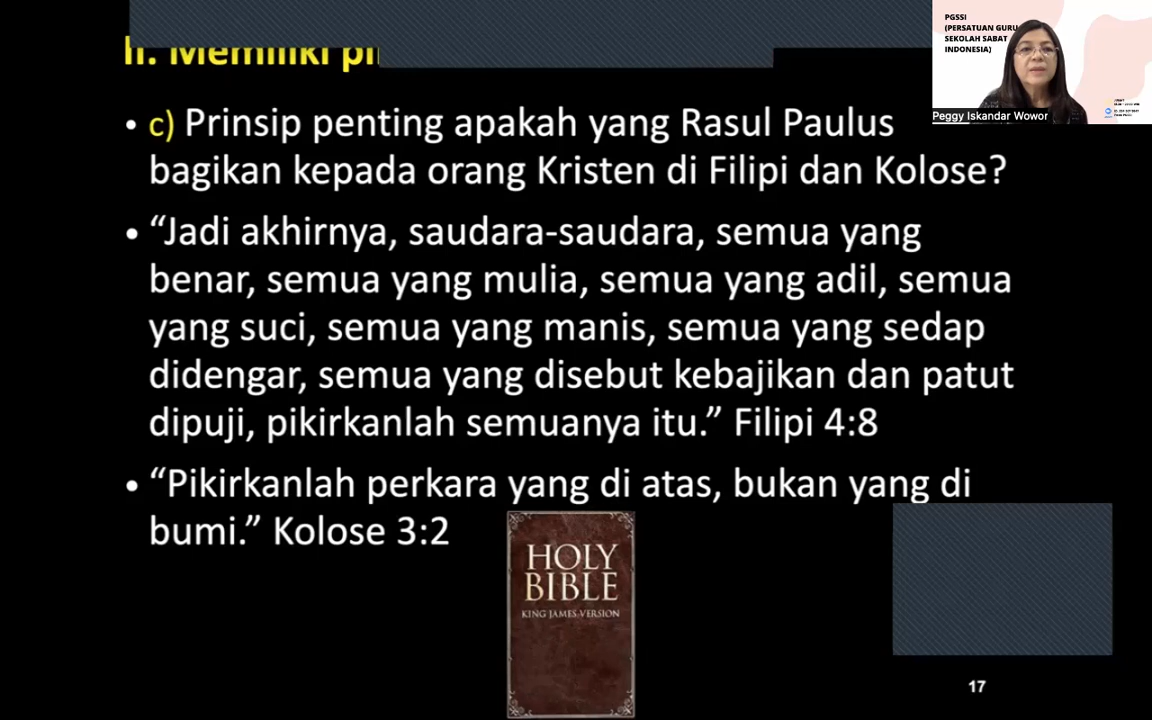 II. Memiliki
• c) Prinsip penting apakah yang Rasul Paulus
bagikan kepada orang Kristen di Filipi dan Kolose?
• “Jadi akhirnya, saudara-saudara, semua yang
benar, semua yang mulia, semua yang adil, semua
yang suci, semua yang manis, semua yang sedap
didengar, semua yang disebut kebajikan dan patut
dipuji, pikirkanlah semuanya itu.” Filipi 4:8
• “Pikirkanlah perkara yang di atas, bukan yang di
bumi.” Kolose 3:2
HOLY
BIBLE
KING JAMES VERSION
17
PGSSI
(PERSATUAN GURU
SEKOLAH SABAT
INDONESIA)
Peggy Iskandar Wowor